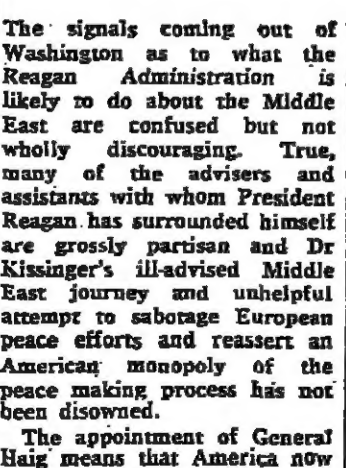 The signals coming out of
Washington as to what the
Reagan Administration is
likely to do about the Middle
East are confused but not
wholly discouraging. True,
many of the advisers and
assistants with whom President
Reagan has surrounded himself
are grossly partisan and Dr
Kissinger's ill-advised Middle
East journey and unhelpful
attempt to sabotage European
peace efforts and reassert an
American monopoly of the
peace making process has not
been disowned.
The appointment of General
Haig means that America now